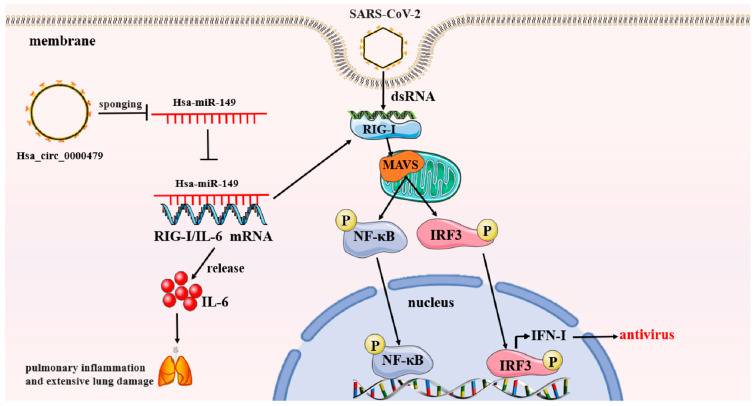 SARS-CoV-2
membrane
dsRNA
sponging
Hsa-miR-149
Hsa_circ_0000479
RIG-I
MAVS
Hsa-miR-149
RIG-I/IL-6 mRNA
P
NF-κB
IRF3
P
release
IL-6
nucleus
IFN-I
antivirus
P
NF-κB
IRF3
P
pulmonary inflammation
and extensive lung damage